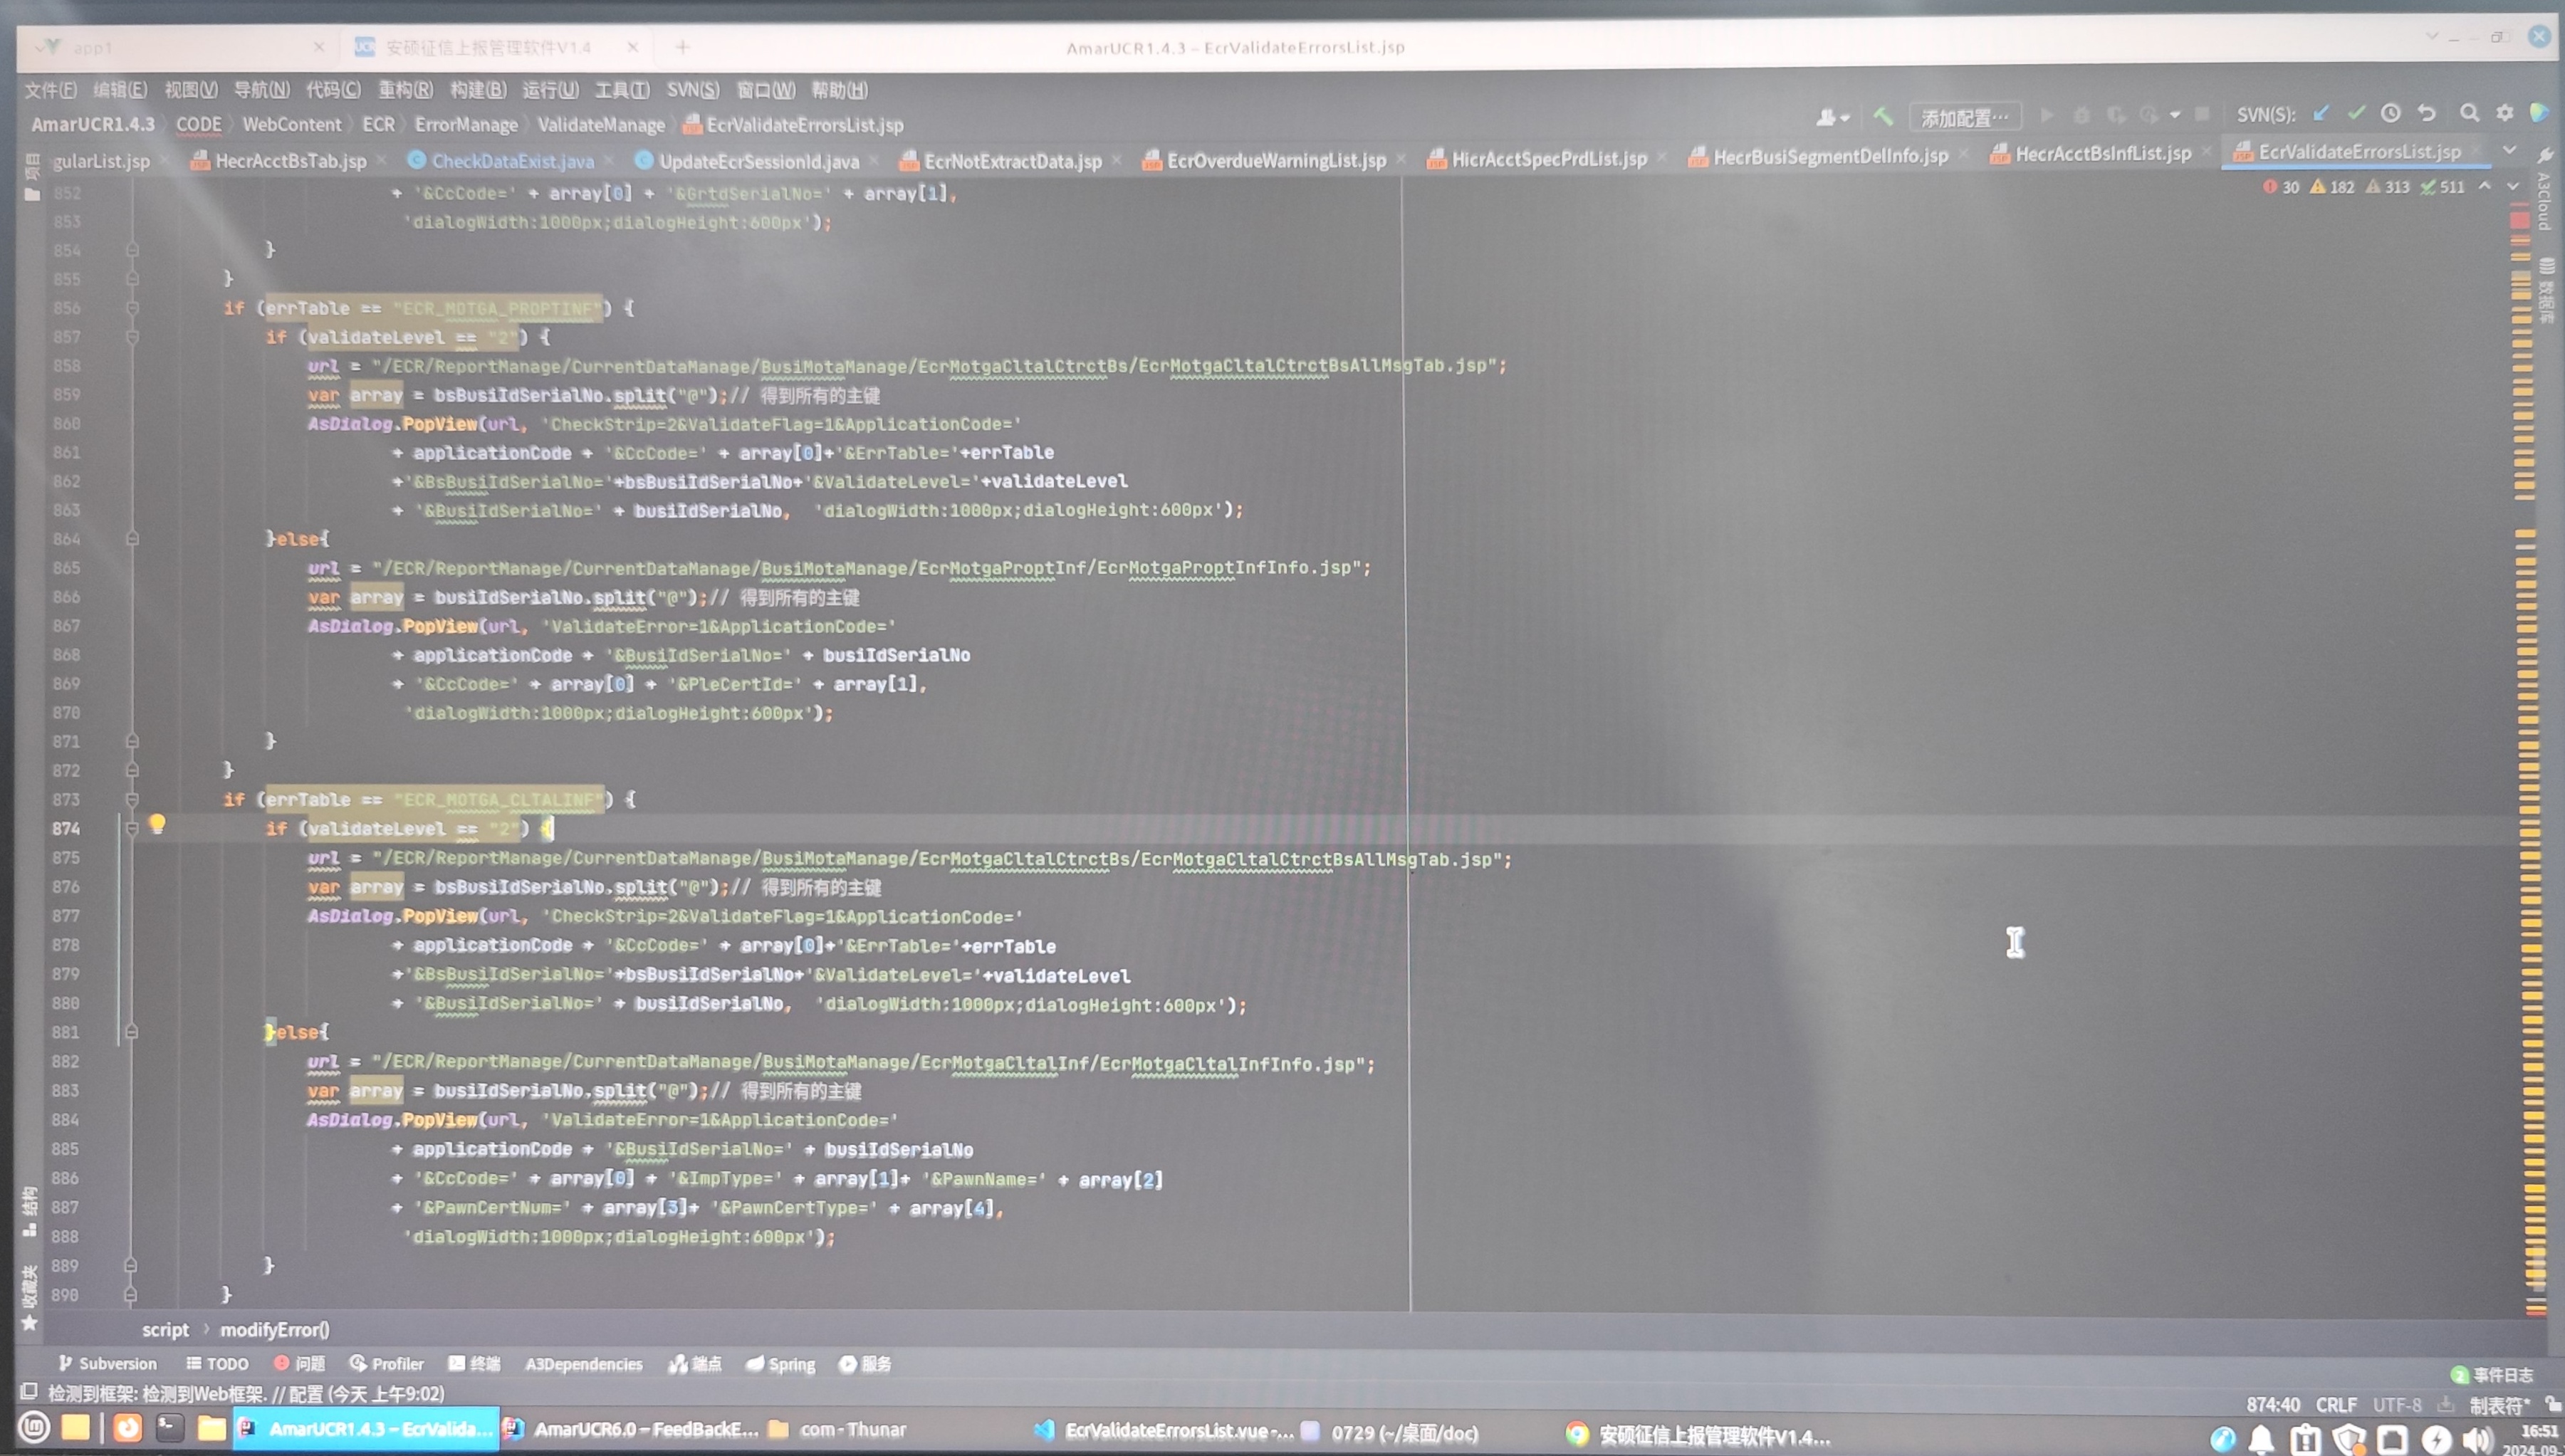 app1
安硕征信上报管理软件V1.4
AmarUCR1.4.3 – EcrValidateErrorsList.jsp
文件(F) 编辑(E) 视图(V) 导航(N) 代码(C) 重构(R) 构建(B) 运行(U) 工具(T) SVN(S) 窗口(W) 帮助(H)
AmarUCR1.4.3 CODE WebContent ECR ErrorManage ValidateManage EcrValidateErrorsList.jsp
添加配置… SVN(S):
gularList.jsp HecrAcctBsTab.jsp CheckDataExist.java UpdateEcrSessionId.java EcrNotExtractData.jsp EcrOverdueWarningList.jsp HicrAcctSpecPrdList.jsp HecrBusiSegmentDelInfo.jsp HecrAcctBsInfList.jsp EcrValidateErrorsList.jsp
30 182 313 511
项目
A3Cloud
数据库
852 + '&CcCode=' + array[0] + '&GrtdSerialNo=' + array[1],
853 'dialogWidth:1000px;dialogHeight:600px');
854 }
855 }
856 if (errTable == "ECR_MOTGA_PROPTINF") {
857 if (validateLevel == "2") {
858 url = "/ECR/ReportManage/CurrentDataManage/BusiMotaManage/EcrMotgaCltalCtrctBs/EcrMotgaCltalCtrctBsAllMsgTab.jsp";
859 var array = bsBusiIdSerialNo.split("@");// 得到所有的主键
860 AsDialog.PopView(url, 'CheckStrip=2&ValidateFlag=1&ApplicationCode='
861 + applicationCode + '&CcCode=' + array[0]+'&ErrTable='+errTable
862 +'&BsBusiIdSerialNo='+bsBusiIdSerialNo+'&ValidateLevel='+validateLevel
863 + '&BusiIdSerialNo=' + busiIdSerialNo, 'dialogWidth:1000px;dialogHeight:600px');
864 }else{
865 url = "/ECR/ReportManage/CurrentDataManage/BusiMotaManage/EcrMotgaProptInf/EcrMotgaProptInfInfo.jsp";
866 var array = busiIdSerialNo.split("@");// 得到所有的主键
867 AsDialog.PopView(url, 'ValidateError=1&ApplicationCode='
868 + applicationCode + '&BusiIdSerialNo=' + busiIdSerialNo
869 + '&CcCode=' + array[0] + '&PleCertId=' + array[1],
870 'dialogWidth:1000px;dialogHeight:600px');
871 }
872 }
873 if (errTable == "ECR_MOTGA_CLTALINF") {
874 if (validateLevel == "2") {
875 url = "/ECR/ReportManage/CurrentDataManage/BusiMotaManage/EcrMotgaCltalCtrctBs/EcrMotgaCltalCtrctBsAllMsgTab.jsp";
876 var array = bsBusiIdSerialNo.split("@");// 得到所有的主键
877 AsDialog.PopView(url, 'CheckStrip=2&ValidateFlag=1&ApplicationCode='
878 + applicationCode + '&CcCode=' + array[0]+'&ErrTable='+errTable
879 +'&BsBusiIdSerialNo='+bsBusiIdSerialNo+'&ValidateLevel='+validateLevel
880 + '&BusiIdSerialNo=' + busiIdSerialNo, 'dialogWidth:1000px;dialogHeight:600px');
881 }else{
882 url = "/ECR/ReportManage/CurrentDataManage/BusiMotaManage/EcrMotgaCltalInf/EcrMotgaCltalInfInfo.jsp";
883 var array = busiIdSerialNo.split("@");// 得到所有的主键
884 AsDialog.PopView(url, 'ValidateError=1&ApplicationCode='
885 + applicationCode + '&BusiIdSerialNo=' + busiIdSerialNo
886 + '&CcCode=' + array[0] + '&ImpType=' + array[1]+ '&PawnName=' + array[2]
887 + '&PawnCertNum=' + array[3]+ '&PawnCertType=' + array[4],
888 'dialogWidth:1000px;dialogHeight:600px');
889 }
890 }
结构
收藏夹
script modifyError()
Subversion TODO 问题 Profiler 终端 A3Dependencies 端点 Spring 服务
2 事件日志
检测到框架: 检测到Web框架. // 配置 (今天 上午9:02)
874:40 CRLF UTF-8 制表符*
AmarUCR1.4.3 – EcrValida... AmarUCR6.0 – FeedBackE... com - Thunar EcrValidateErrorsList.vue -... 0729 (~/桌面/doc) 安硕征信上报管理软件V1.4...
16:51
2024-09-